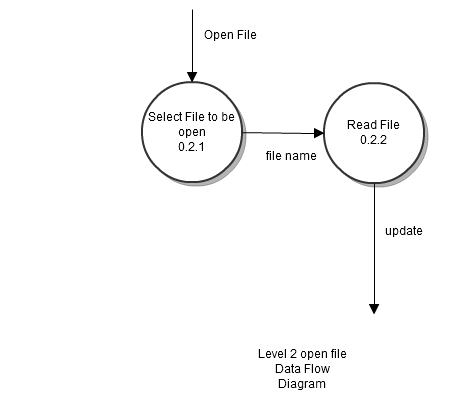 Open File
Select File to be
open
0.2.1
Read File
0.2.2
file name
update
Level 2 open file
Data Flow
Diagram